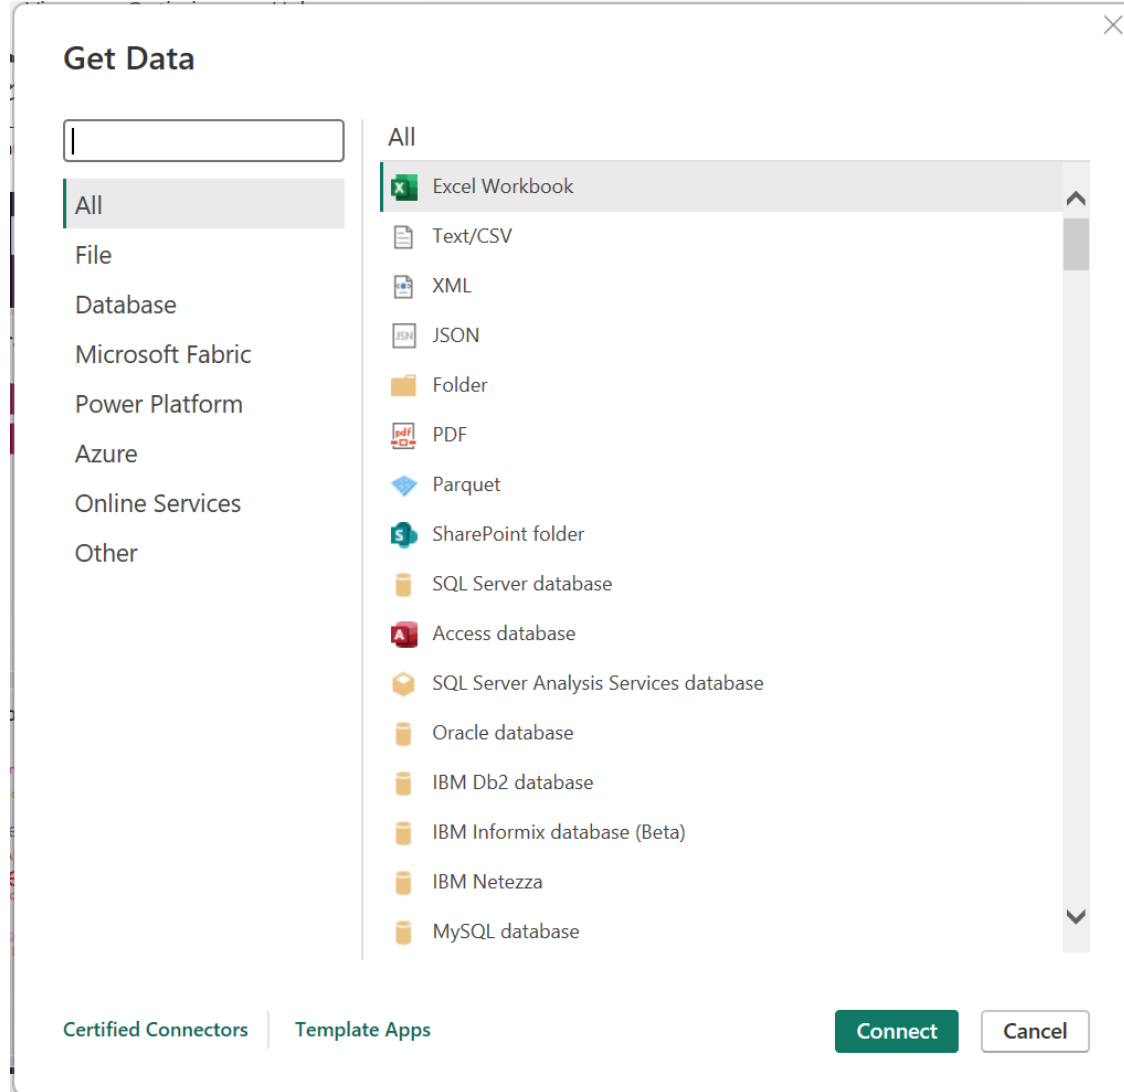 Get Data
All
File
Database
Microsoft Fabric
Power Platform
Azure
Online Services
Other
All
Excel Workbook
Text/CSV
XML
JSON
Folder
PDF
Parquet
SharePoint folder
SQL Server database
Access database
SQL Server Analysis Services database
Oracle database
IBM Db2 database
IBM Informix database (Beta)
IBM Netezza
MySQL database
Certified Connectors
Template Apps
Connect
Cancel